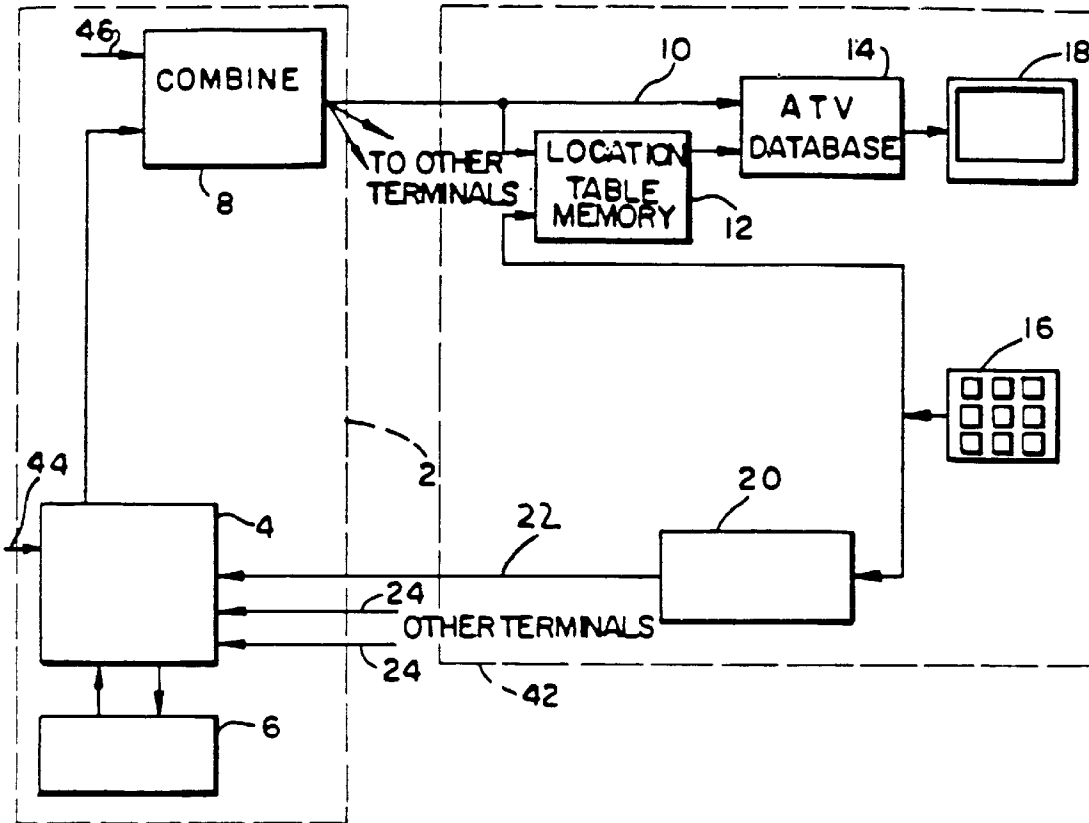 46
COMBINE
8
TO OTHER
TERMINALS
10
14
18
ATV
DATABASE
LOCATION
TABLE
MEMORY
12
16
2
44
4
20
22
24
OTHER TERMINALS
24
42
6